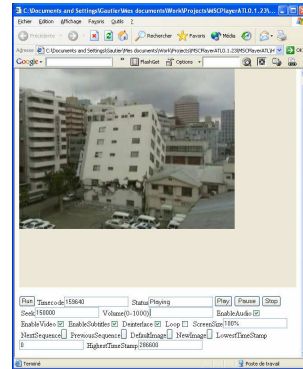 C:\Documents and Settings\Gautier\Mes documents\Work\Projects\MSCPlayerATL0.1.23\MSC
Fichier Edition Affichage Favoris Outils ?
Précédente Rechercher Favoris Média
Adresse C:\Documents and Settings\Gautier\Mes documents\Work\Projects\MSCPlayerATL0.1.23\MSCPlayerATL\H OK
Google FlashGet Options
Run Timecode 159640 Status Playing Play Pause Stop
Seek 150000 Volume(0-1000) EnableAudio
EnableVideo EnableSubtitles Deinterlace Loop ScreenSize 100%
NextSequence PreviousSequence DefaultImage NewImage LowestTimeStamp
0 HighestTimeStamp 286600
Terminé Poste de travail